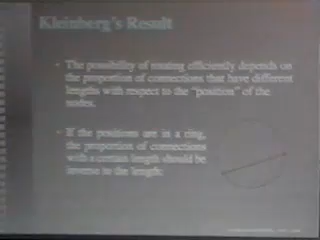 Kleinberg's Result
• The possibility of routing efficiently depends on
the proportion of connections that have different
lengths with respect to the "position" of the
nodes.
• If the positions are in a ring,
the proportion of connections
with a certain length should be
inverse to the length: